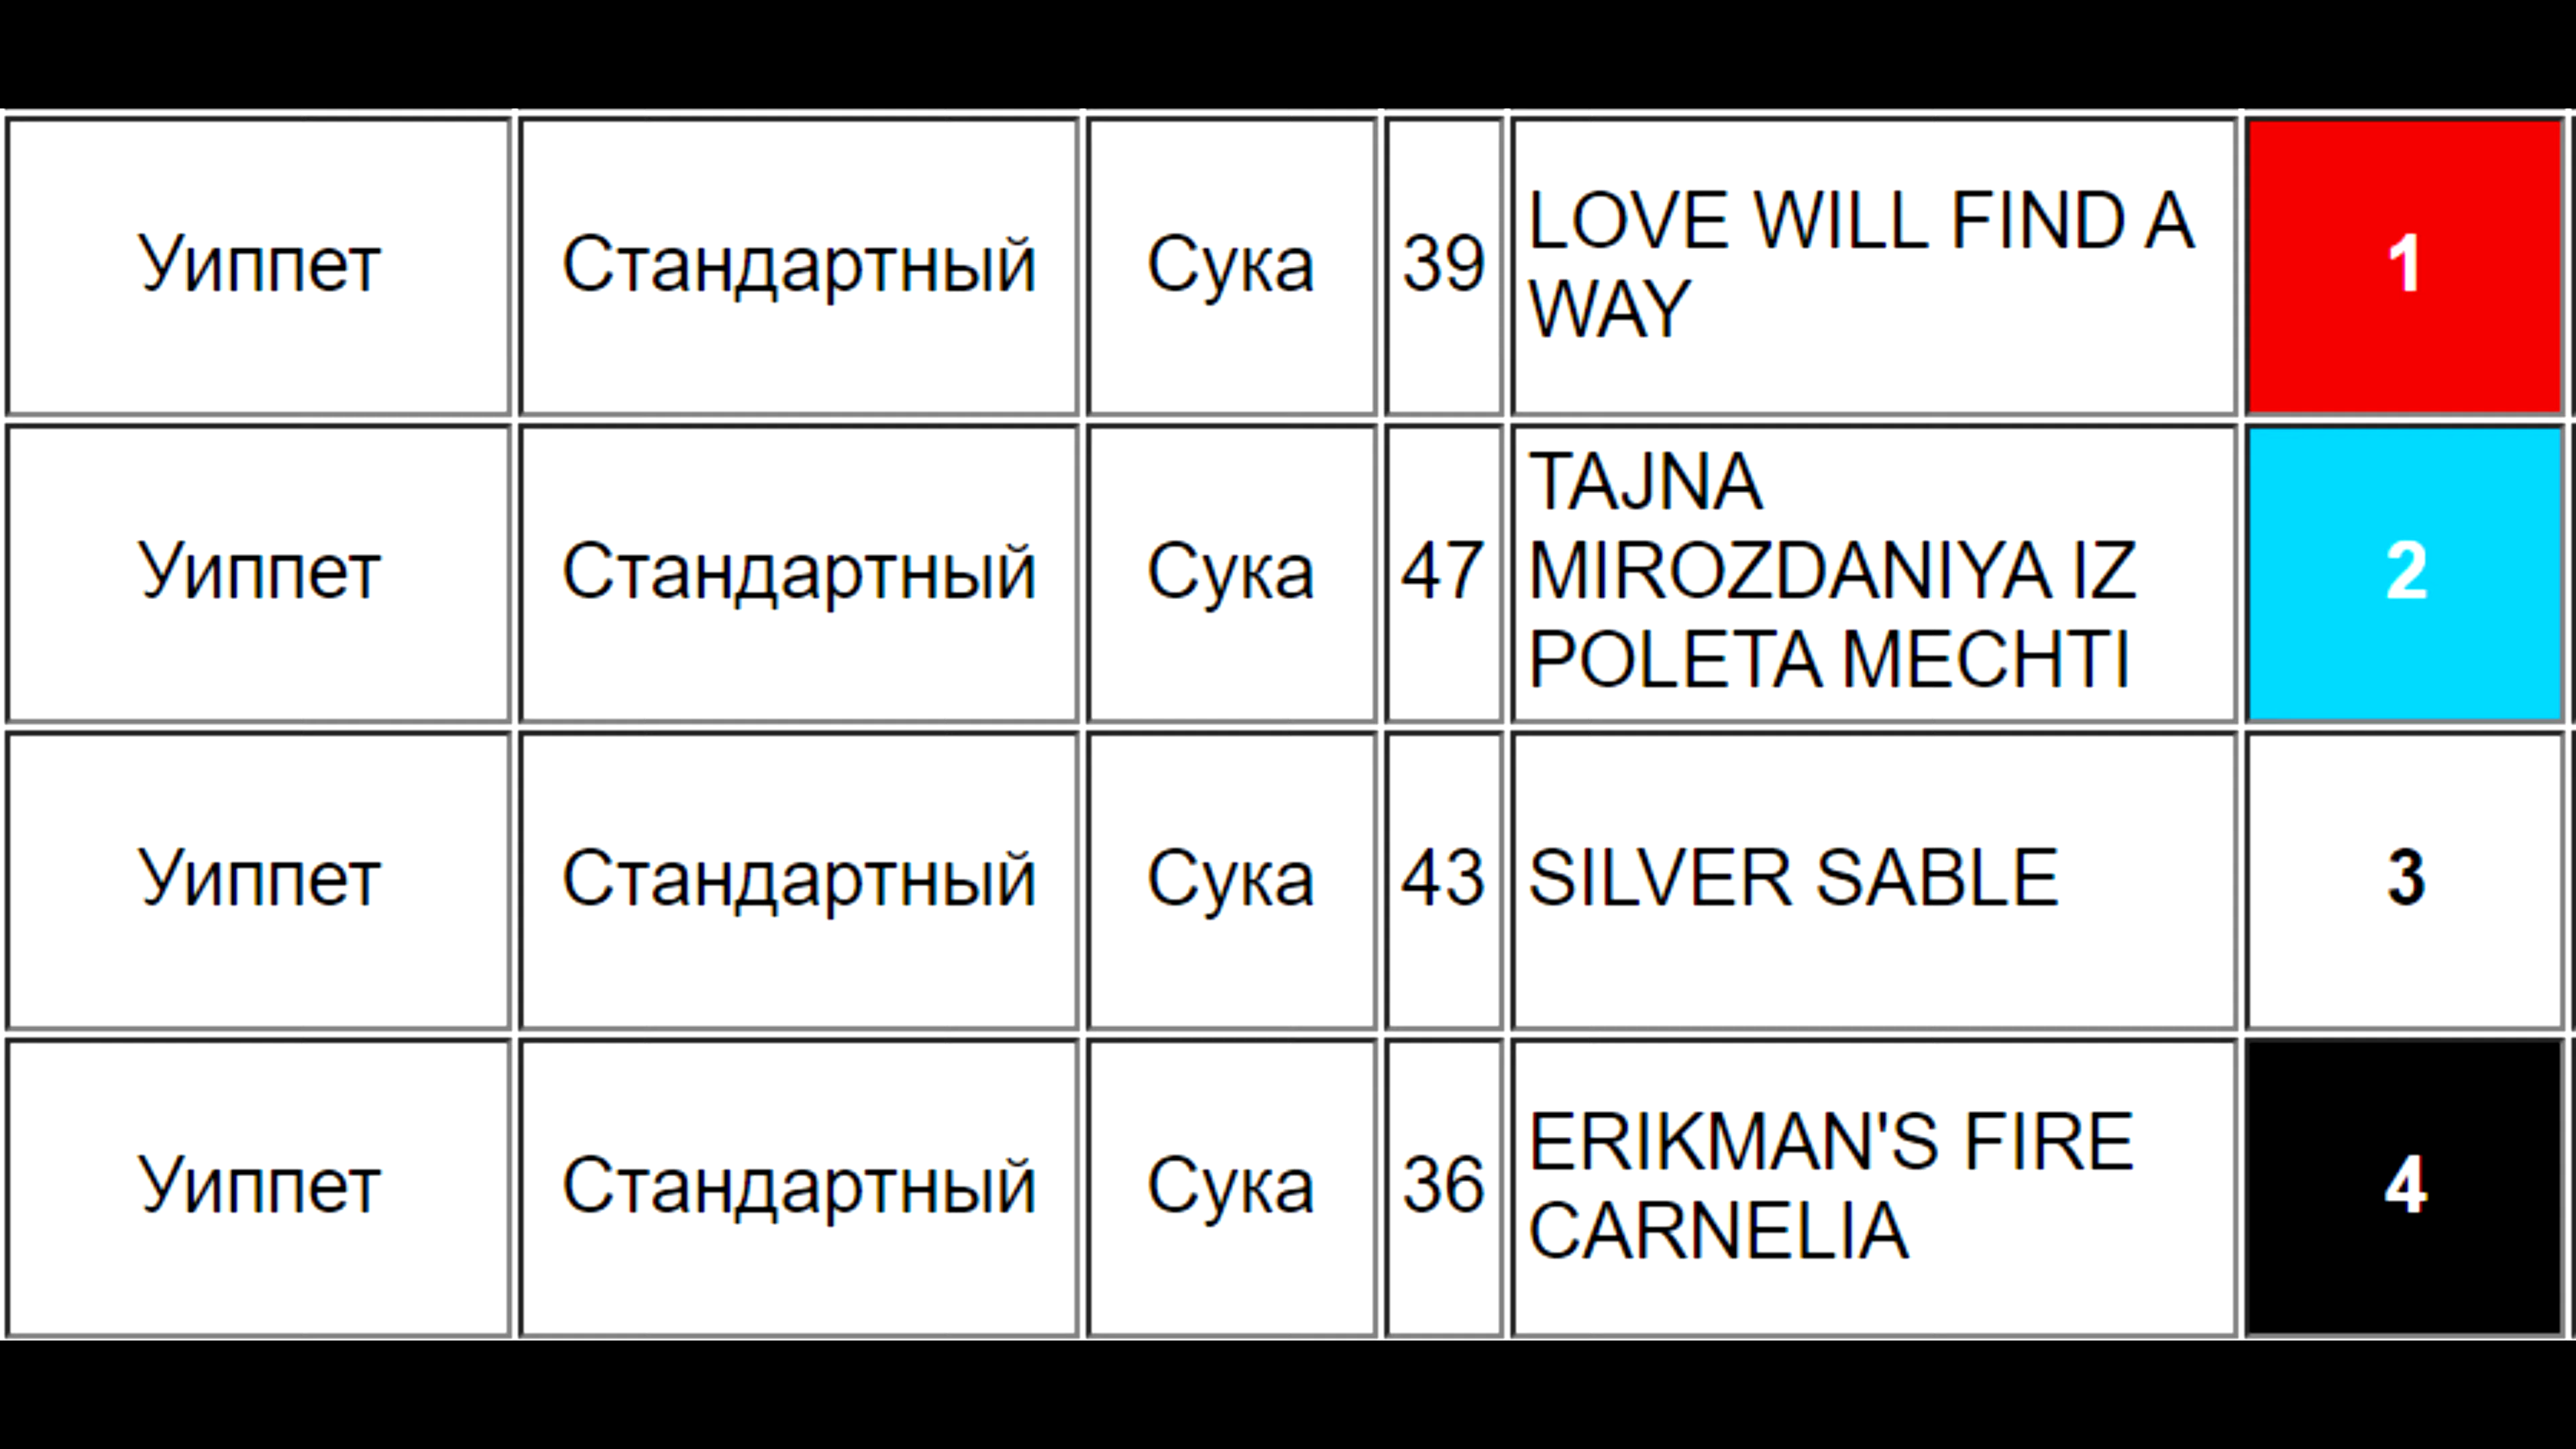 Уиппет Стандартный Сука 39 LOVE WILL FIND A WAY 1
Уиппет Стандартный Сука 47 TAJNA MIROZDANIYA IZ POLETA MECHTI 2
Уиппет Стандартный Сука 43 SILVER SABLE 3
Уиппет Стандартный Сука 36 ERIKMAN'S FIRE CARNELIA 4